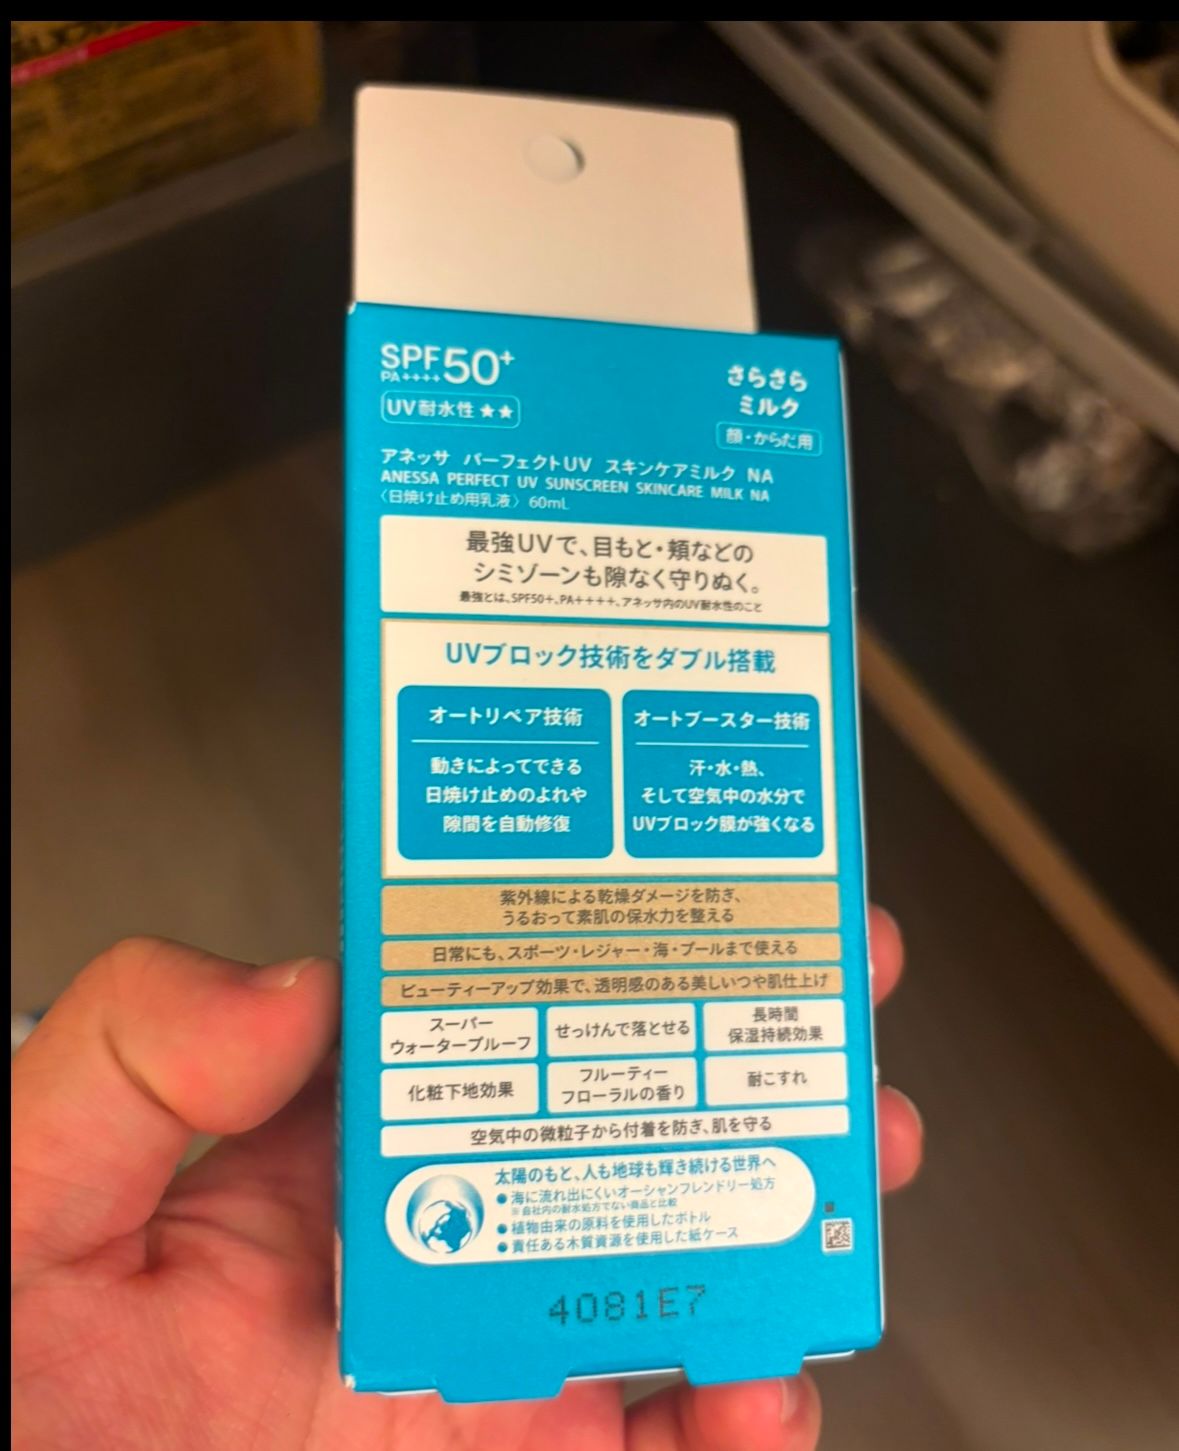 SPF50+
PA++++
UV耐水性★★
さらさら
ミルク
顔・からだ用
アネッサ パーフェクトUV スキンケアミルク NA
ANESSA PERFECT UV SUNSCREEN SKINCARE MILK NA
〈日焼け止め用乳液〉 60mL
最強UVで、目もと・頬などの
シミゾーンも隙なく守りぬく。
最強とは、SPF50+、PA++++、アネッサ内のUV耐水性のこと
UVブロック技術をダブル搭載
オートリペア技術
動きによってできる
日焼け止めのよれや
隙間を自動修復
オートブースター技術
汗・水・熱、
そして空気中の水分で
UVブロック膜が強くなる
紫外線による乾燥ダメージを防ぎ、
うるおって素肌の保水力を整える
日常にも、スポーツ・レジャー・海・プールまで使える
ビューティーアップ効果で、透明感のある美しいつや肌仕上げ
スーパー
ウォータープルーフ
せっけんで落とせる
長時間
保湿持続効果
化粧下地効果
フルーティー
フローラルの香り
耐こすれ
空気中の微粒子から付着を防ぎ、肌を守る
太陽のもと、人も地球も輝き続ける世界へ
●海に流れ出にくいオーシャンフレンドリー処方
※自社内の耐水処方でない商品と比較
●植物由来の原料を使用したボトル
●責任ある木質資源を使用した紙ケース
4081E7